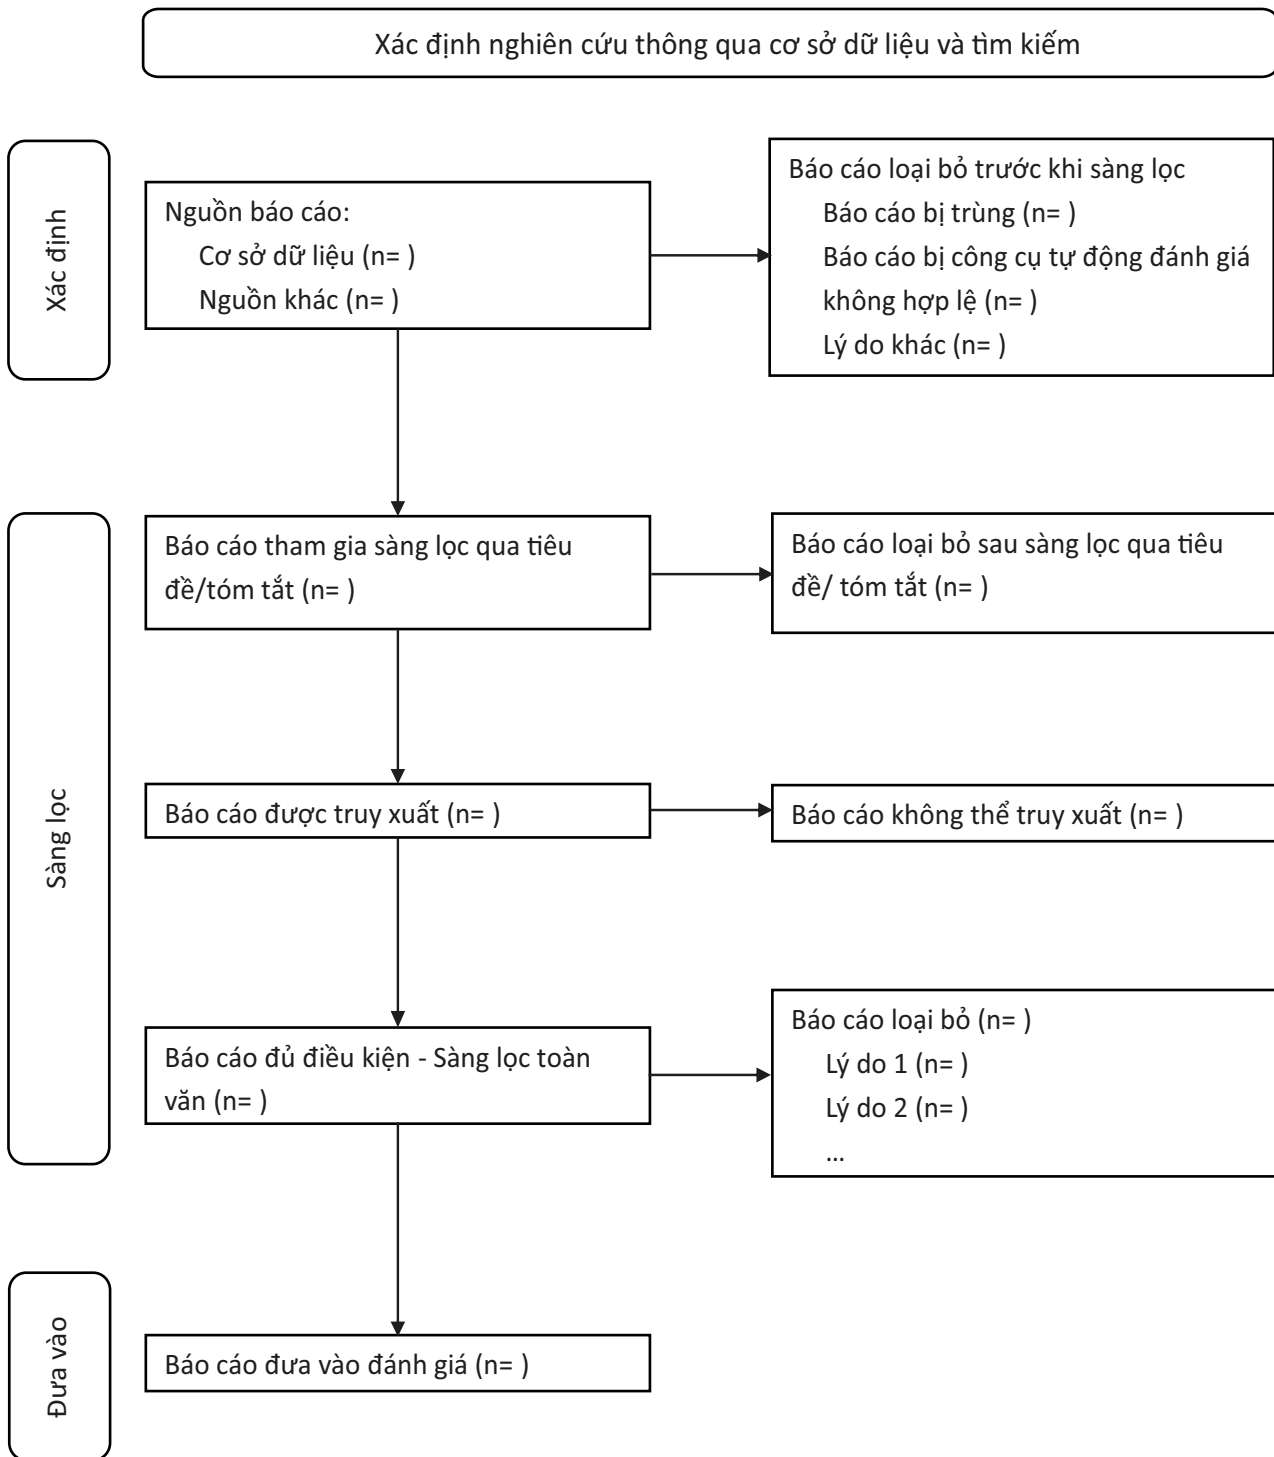 Xác định nghiên cứu thông qua cơ sở dữ liệu và tìm kiếm
Xác định
Nguồn báo cáo:
Cơ sở dữ liệu (n= )
Nguồn khác (n= )
Báo cáo loại bỏ trước khi sàng lọc
Báo cáo bị trùng (n= )
Báo cáo bị công cụ tự động đánh giá
không hợp lệ (n= )
Lý do khác (n= )
Sàng lọc
Báo cáo tham gia sàng lọc qua tiêu
đề/tóm tắt (n= )
Báo cáo loại bỏ sau sàng lọc qua tiêu
đề/ tóm tắt (n= )
Báo cáo được truy xuất (n= )
Báo cáo không thể truy xuất (n= )
Báo cáo đủ điều kiện - Sàng lọc toàn
văn (n= )
Báo cáo loại bỏ (n= )
Lý do 1 (n= )
Lý do 2 (n= )
...
Đưa vào
Báo cáo đưa vào đánh giá (n= )